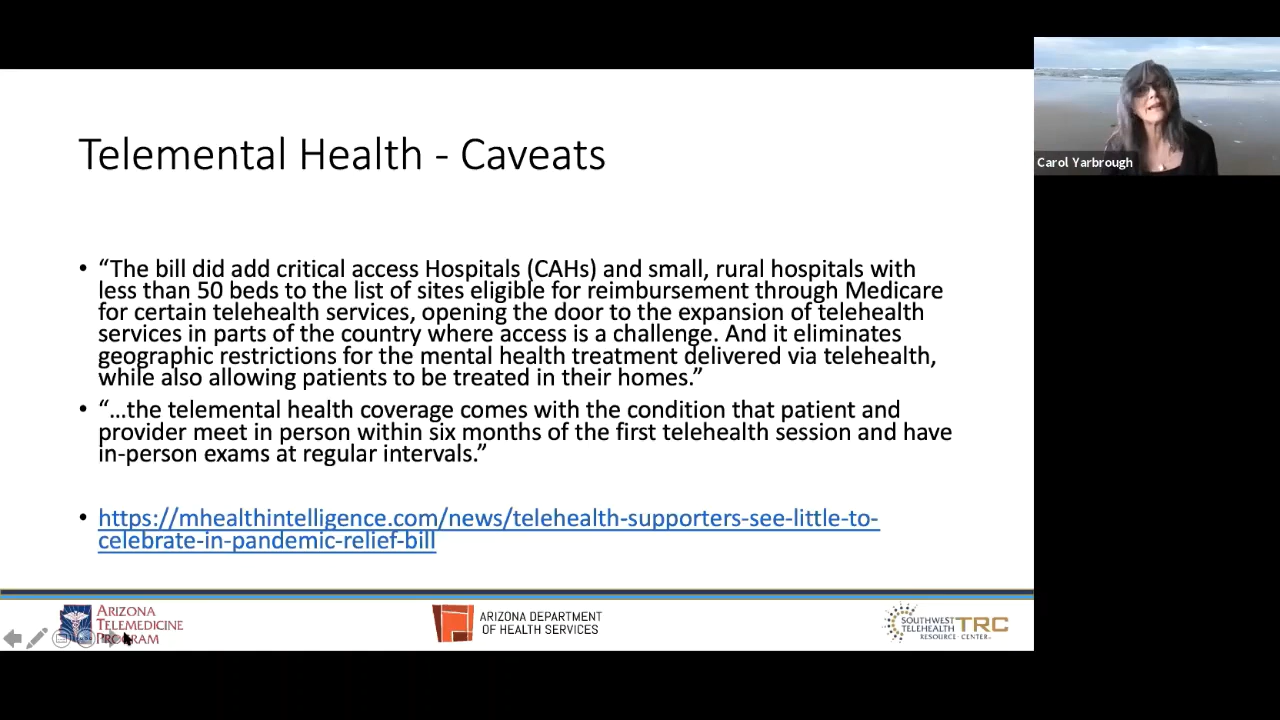 Telemental Health - Caveats
Carol Yarbrough
• “The bill did add critical access Hospitals (CAHs) and small, rural hospitals with
less than 50 beds to the list of sites eligible for reimbursement through Medicare
for certain telehealth services, opening the door to the expansion of telehealth
services in parts of the country where access is a challenge. And it eliminates
geographic restrictions for the mental health treatment delivered via telehealth,
while also allowing patients to be treated in their homes.”
• “…the telemental health coverage comes with the condition that patient and
provider meet in person within six months of the first telehealth session and have
in-person exams at regular intervals.”
• https://mhealthintelligence.com/news/telehealth-supporters-see-little-to-
celebrate-in-pandemic-relief-bill
ARIZONA
TELEMEDICINE
PROGRAM
ARIZONA DEPARTMENT
OF HEALTH SERVICES
SOUTHWEST
TELEHEALTH
RESOURCE CENTER
TRC